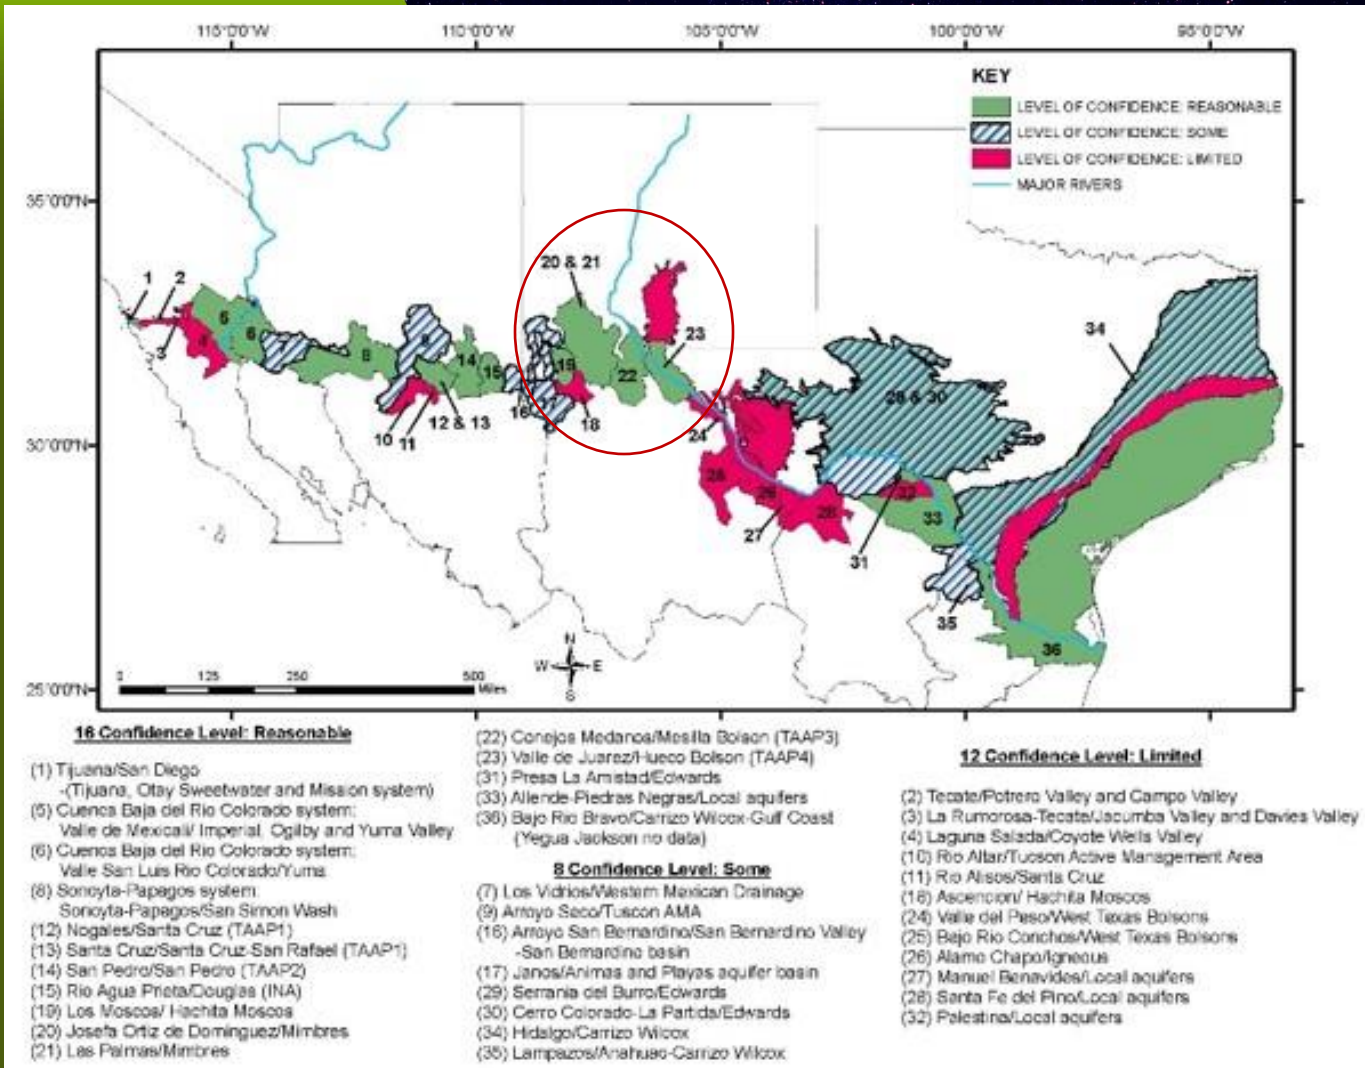 115°0'0"W 110°0'0"W 105°0'0"W 100°0'0"W 95°0'0"W
KEY
LEVEL OF CONFIDENCE: REASONABLE
LEVEL OF CONFIDENCE: SOME
LEVEL OF CONFIDENCE: LIMITED
MAJOR RIVERS
35°0'0"N
20 & 21
1 2
34
23
5
6
3
4
7
8
9
14
15
19
22
16
17
18
12 & 13
10
11
28 & 30
24
25
26
27
28
31
32
33
35
36
30°0'0"N
N
W E
S
0 125 250 500
Miles
25°0'0"N
16 Confidence Level: Reasonable
(1) Tijuana/San Diego
-(Tijuana, Otay Sweetwater and Mission system)
(5) Cuenca Baja del Rio Colorado system:
Valle de Mexicali/ Imperial, Ogilby and Yuma Valley
(6) Cuenca Baja del Rio Colorado system:
Valle San Luis Rio Colorado/Yuma
(8) Sonoyta-Papagos system:
Sonoyta-Papagos/San Simon Wash
(12) Nogales/Santa Cruz (TAAP1)
(13) Santa Cruz/Santa Cruz-San Rafael (TAAP1)
(14) San Pedro/San Pedro (TAAP2)
(15) Rio Agua Prieta/Douglas (INA)
(19) Los Moscos/ Hachita Moscos
(20) Josefa Ortiz de Dominguez/Mimbres
(21) Las Palmas/Mimbres
(22) Conejos Medanos/Mesilla Bolson (TAAP3)
(23) Valle de Juarez/Hueco Bolson (TAAP4)
(31) Presa La Amistad/Edwards
(33) Allende-Piedras Negras/Local aquifers
(36) Bajo Rio Bravo/Carrizo Wilcox-Gulf Coast
(Yegua Jackson no data)
8 Confidence Level: Some
(7) Los Vidrios/Western Mexican Drainage
(9) Arroyo Seco/Tuscon AMA
(16) Arroyo San Bernardino/San Bernardino Valley
-San Bernardino basin
(17) Janos/Animas and Playas aquifer basin
(29) Serrania del Burro/Edwards
(30) Cerro Colorado-La Partida/Edwards
(34) Hidalgo/Carrizo Wilcox
(35) Lampazos/Anahuac-Carrizo Wilcox
12 Confidence Level: Limited
(2) Tecate/Potrero Valley and Campo Valley
(3) La Rumorosa-Tecate/Jacumba Valley and Davies Valley
(4) Laguna Salada/Coyote Wells Valley
(10) Rio Altar/Tucson Active Management Area
(11) Rio Alisos/Santa Cruz
(18) Ascencion/ Hachita Moscos
(24) Valle del Peso/West Texas Bolsons
(25) Bajo Rio Conchos/West Texas Bolsons
(26) Alamo Chapo/Igneous
(27) Manuel Benavides/Local aquifers
(28) Santa Fe del Pino/Local aquifers
(32) Palestina/Local aquifers